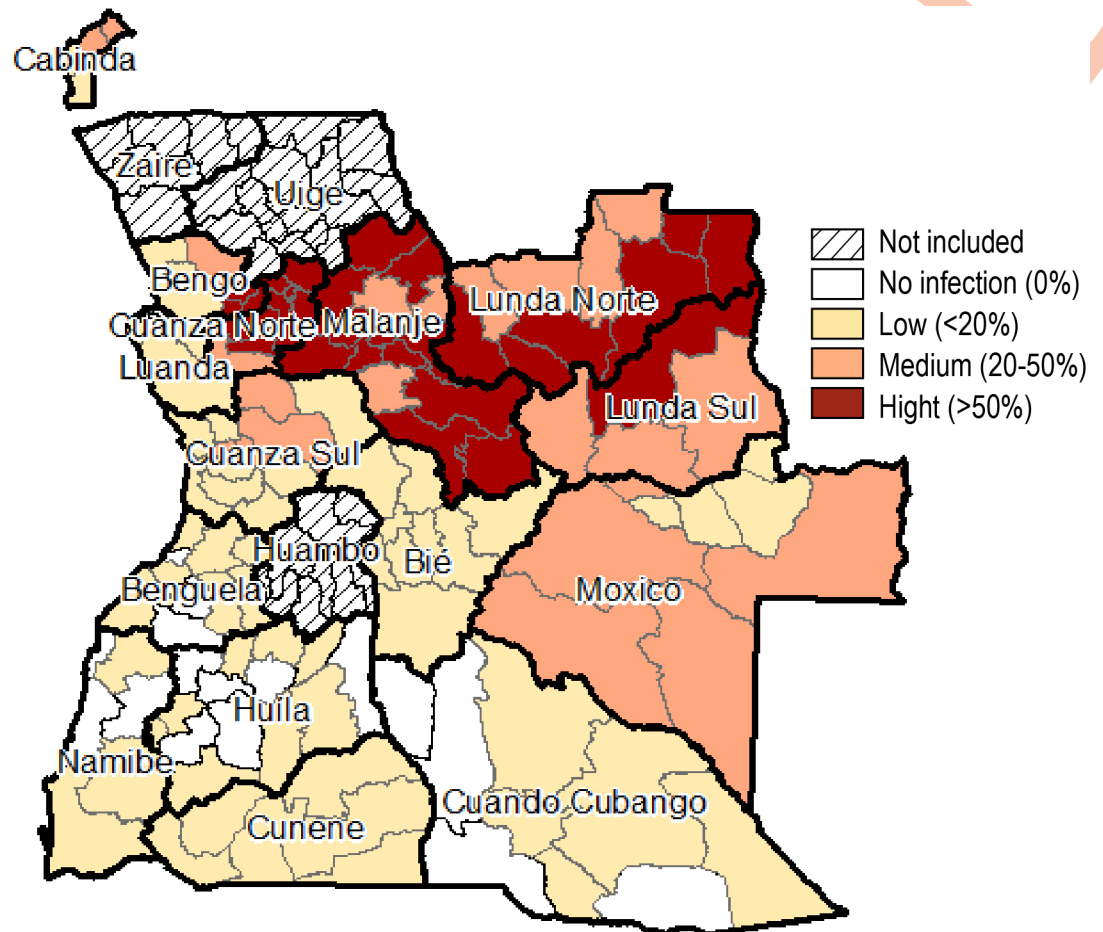 Cabinda
Zaire
Uige
Bengo
Cuanza Norte
Malanje
Lunda Norte
Luanda
Lunda Sul
Cuanza Sul
Huambo
Bié
Benguela
Moxico
Huíla
Namibe
Cuando Cubango
Cunene
Not included
No infection (0%)
Low (<20%)
Medium (20-50%)
Hight (>50%)